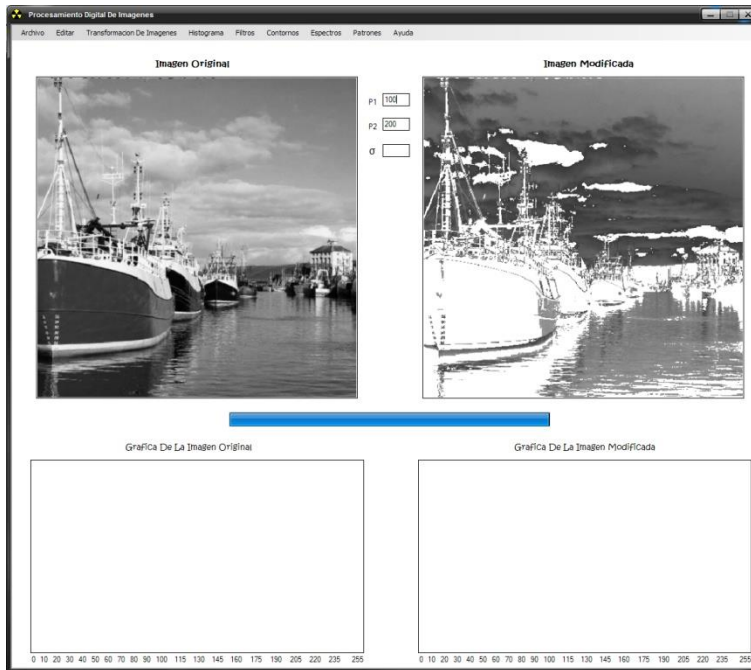 Procesamiento Digital De Imagenes
Archivo Editar Transformacion De Imagenes Histograma Filtros Contornos Espectros Patrones Ayuda
Imagen Original
Imagen Modificada
P1 100
P2 200
σ
Grafica De La Imagen Original
Grafica De La Imagen Modificada
0 10 20 30 40 50 60 70 80 90 100 115 130 145 160 175 190 205 220 235 255
0 10 20 30 40 50 60 70 80 90 100 115 130 145 160 175 190 205 220 235 255